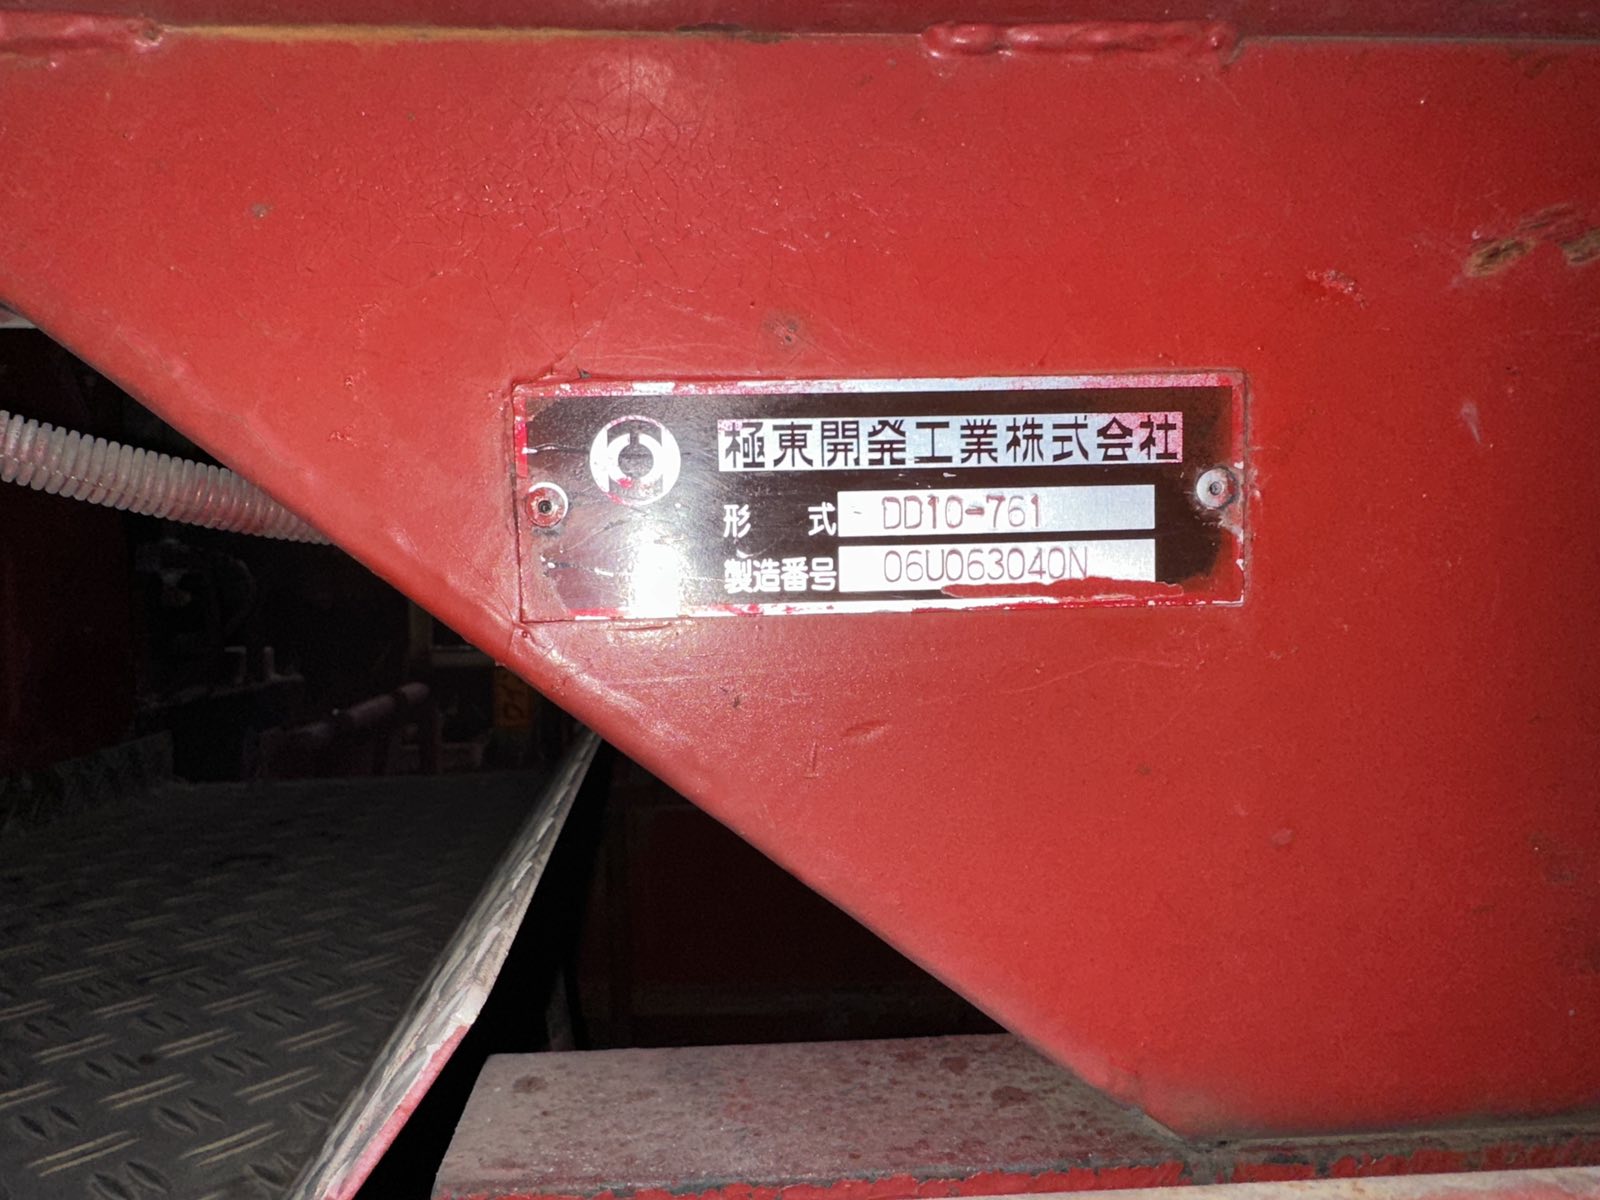 極東開発工業株式会社
形式 DD10-761
製造番号 06U063040N